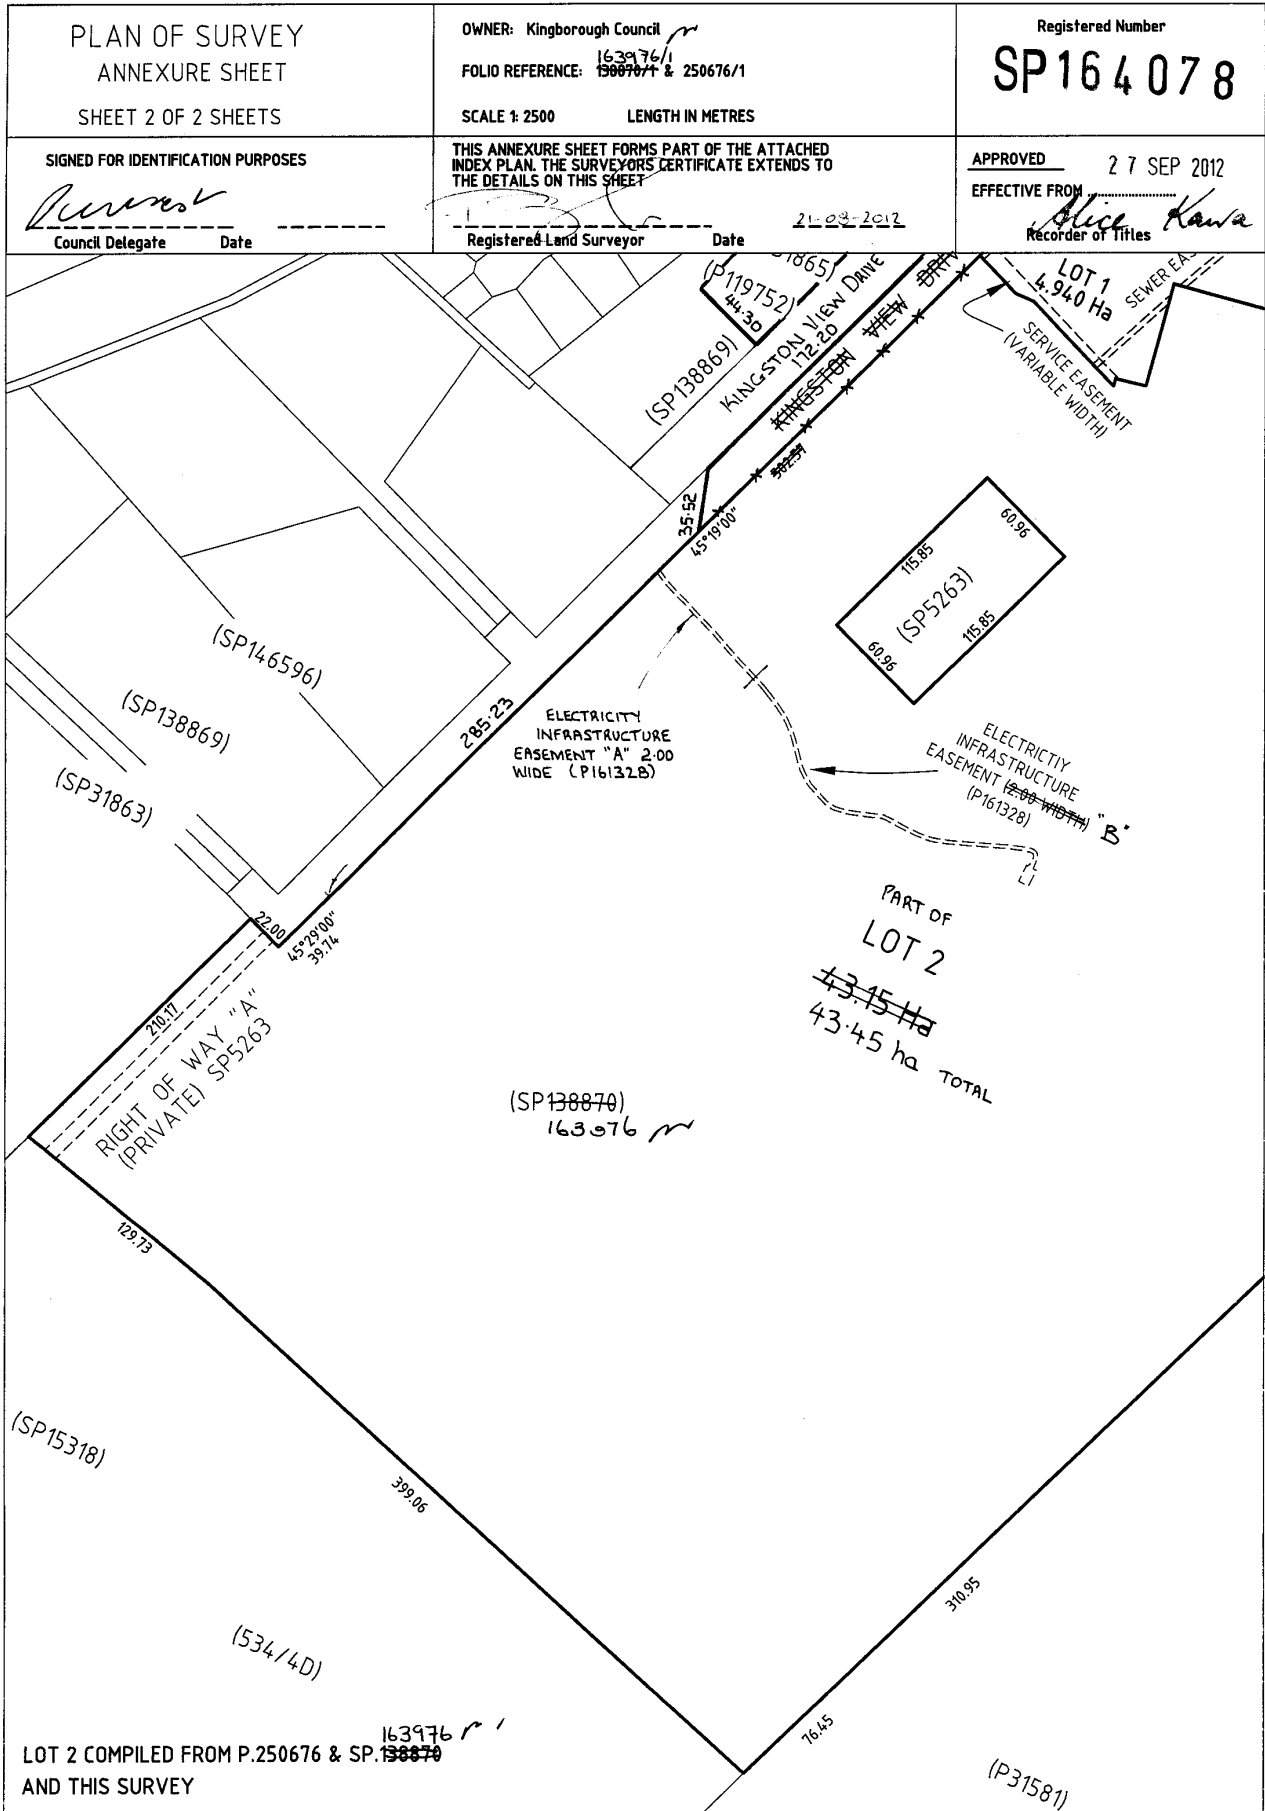 PLAN OF SURVEY
ANNEXURE SHEET
SHEET 2 OF 2 SHEETS
OWNER: Kingborough Council
163976/1
FOLIO REFERENCE: 138870/1 & 250676/1
SCALE 1: 2500 LENGTH IN METRES
Registered Number
SP164078
SIGNED FOR IDENTIFICATION PURPOSES
Council Delegate Date
THIS ANNEXURE SHEET FORMS PART OF THE ATTACHED
INDEX PLAN. THE SURVEYORS CERTIFICATE EXTENDS TO
THE DETAILS ON THIS SHEET
21-08-2012
Registered Land Surveyor Date
APPROVED 27 SEP 2012
EFFECTIVE FROM
Alice Kawa
Recorder of Titles
1865)
(P119752)
44.30
(SP138869)
KINGSTON VIEW DRIVE
172.20
KINGSTON VIEW DRIV
302.57
LOT 1
4.940 Ha
SEWER EAS
SERVICE EASEMENT
(VARIABLE WIDTH)
35.52
45°19'00"
60.96
115.85
(SP5263)
115.85
60.96
(SP146596)
(SP138869)
(SP31863)
285.23
ELECTRICITY
INFRASTRUCTURE
EASEMENT "A" 2.00
WIDE (P161328)
ELECTRICTIY
INFRASTRUCTURE
EASEMENT (2.00 WIDTH) "B"
(P161328)
PART OF
LOT 2
43.15 Ha
43.45 ha TOTAL
22.00
45°29'00"
39.74
210.17
RIGHT OF WAY "A"
(PRIVATE) SP5263
(SP138870)
163976
129.73
(SP15318)
399.06
310.95
(534/4D)
76.45
(P31581)
163976
LOT 2 COMPILED FROM P.250676 & SP.138870
AND THIS SURVEY